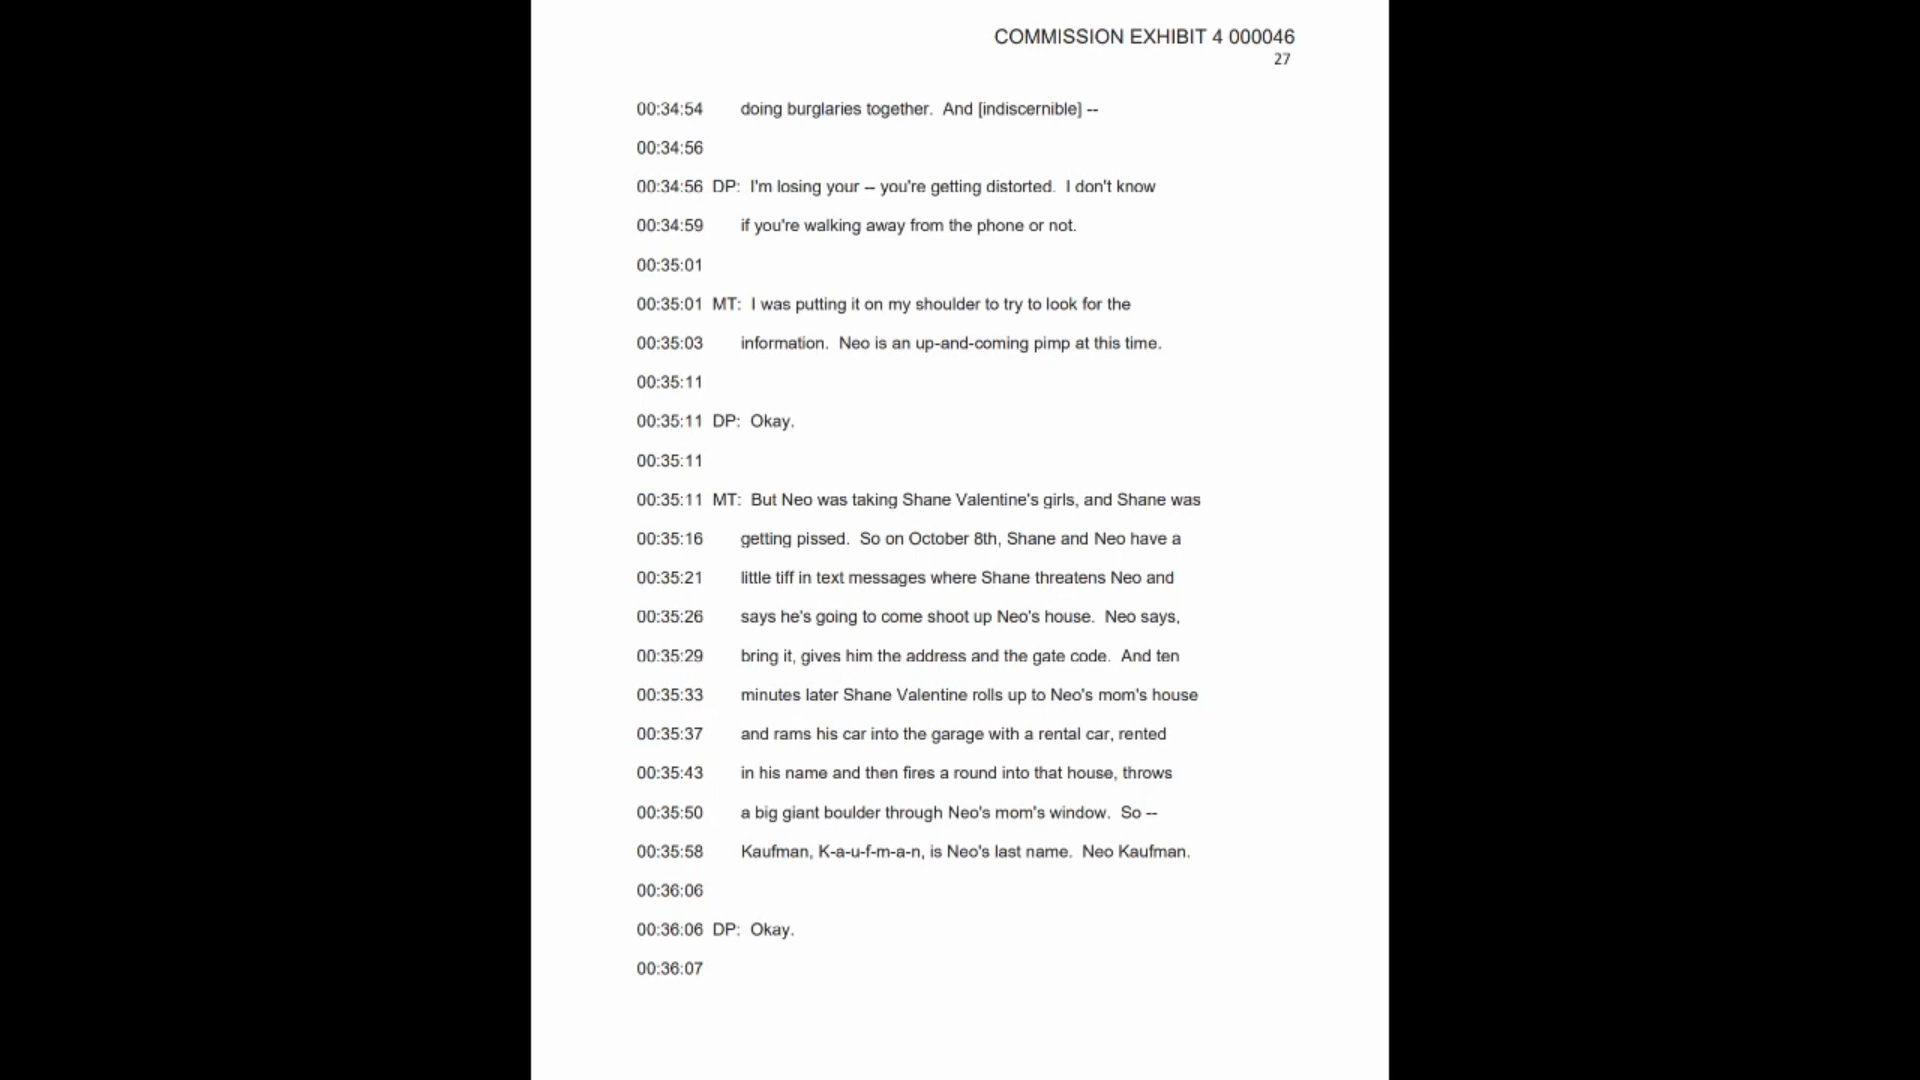 COMMISSION EXHIBIT 4 000046
27
00:34:54 doing burglaries together. And [indiscernible] --
00:34:56
00:34:56 DP: I'm losing your -- you're getting distorted. I don't know
00:34:59 if you're walking away from the phone or not.
00:35:01
00:35:01 MT: I was putting it on my shoulder to try to look for the
00:35:03 information. Neo is an up-and-coming pimp at this time.
00:35:11
00:35:11 DP: Okay.
00:35:11
00:35:11 MT: But Neo was taking Shane Valentine's girls, and Shane was
00:35:16 getting pissed. So on October 8th, Shane and Neo have a
00:35:21 little tiff in text messages where Shane threatens Neo and
00:35:26 says he's going to come shoot up Neo's house. Neo says,
00:35:29 bring it, gives him the address and the gate code. And ten
00:35:33 minutes later Shane Valentine rolls up to Neo's mom's house
00:35:37 and rams his car into the garage with a rental car, rented
00:35:43 in his name and then fires a round into that house, throws
00:35:50 a big giant boulder through Neo's mom's window. So --
00:35:58 Kaufman, K-a-u-f-m-a-n, is Neo's last name. Neo Kaufman.
00:36:06
00:36:06 DP: Okay.
00:36:07